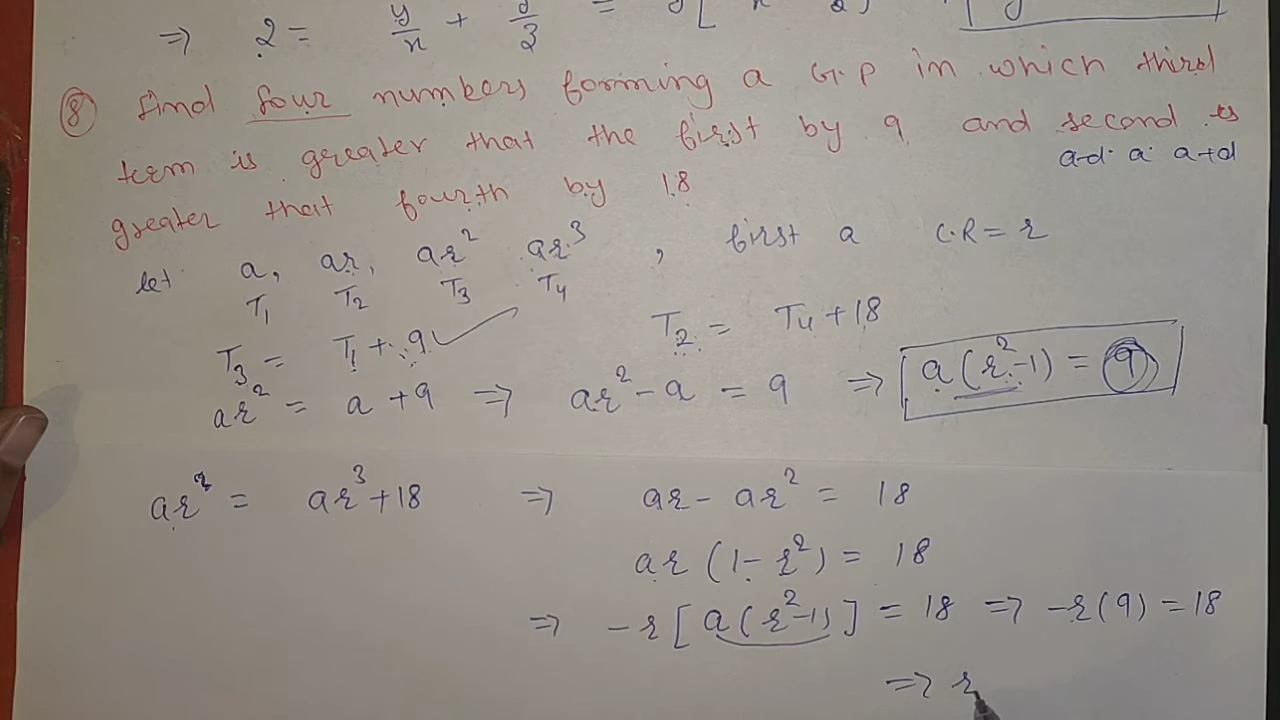 ⇒ 2 = y/x + y/z =
⑧ Find four numbers forming a G.P in which third
term is greater that the first by 9 and second is
a-d. a. a+d
greater that fourth by 18
let a, ar, ar² ar³ , first a C.R = r
T₁ T₂ T₃ T₄
T₃ = T₁ + 9 T₂ = T₄ + 18
ar² = a + 9 ⇒ ar² - a = 9 ⇒ a(r²-1) = 9
ar² = ar³ + 18 ⇒ ar - ar² = 18
ar (1 - r²) = 18
⇒ -r [a(r²-1)] = 18 ⇒ -r(9) = 18
⇒ r